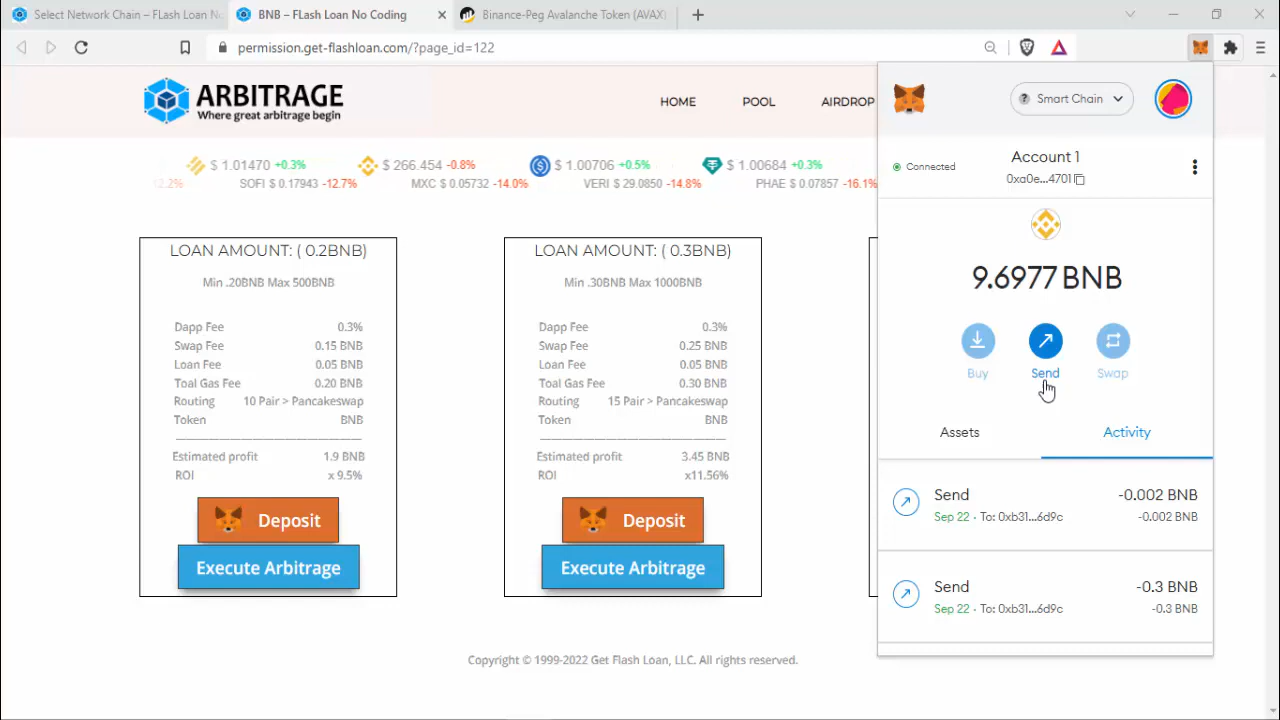 Select Network Chain – FLash Loan No
BNB – FLash Loan No Coding
Binance-Peg Avalanche Token (AVAX)
permission.get-flashloan.com/?page_id=122
ARBITRAGE
Where great arbitrage begin
HOME
POOL
AIRDROP
$ 1.01470 +0.3%
$ 266.454 -0.8%
$ 1.00706 +0.5%
$ 1.00684 +0.3%
12.2%
SOFI $ 0.17943 -12.7%
MXC $ 0.05732 -14.0%
VERI $ 29.0850 -14.8%
PHAE $ 0.07857 -16.1%
LOAN AMOUNT: ( 0.2BNB)
Min .20BNB Max 500BNB
Dapp Fee 0.3%
Swap Fee 0.15 BNB
Loan Fee 0.05 BNB
Toal Gas Fee 0.20 BNB
Routing 10 Pair > Pancakeswap
Token BNB
Estimated profit 1.9 BNB
ROI x 9.5%
Deposit
Execute Arbitrage
LOAN AMOUNT: ( 0.3BNB)
Min .30BNB Max 1000BNB
Dapp Fee 0.3%
Swap Fee 0.25 BNB
Loan Fee 0.05 BNB
Toal Gas Fee 0.30 BNB
Routing 15 Pair > Pancakeswap
Token BNB
Estimated profit 3.45 BNB
ROI x11.56%
Deposit
Execute Arbitrage
Smart Chain
Connected
Account 1
0xa0e...4701
9.6977 BNB
Buy
Send
Swap
Assets
Activity
Send -0.002 BNB
Sep 22 · To: 0xb31...6d9c -0.002 BNB
Send -0.3 BNB
Sep 22 · To: 0xb31...6d9c -0.3 BNB
Copyright © 1999-2022 Get Flash Loan, LLC. All rights reserved.